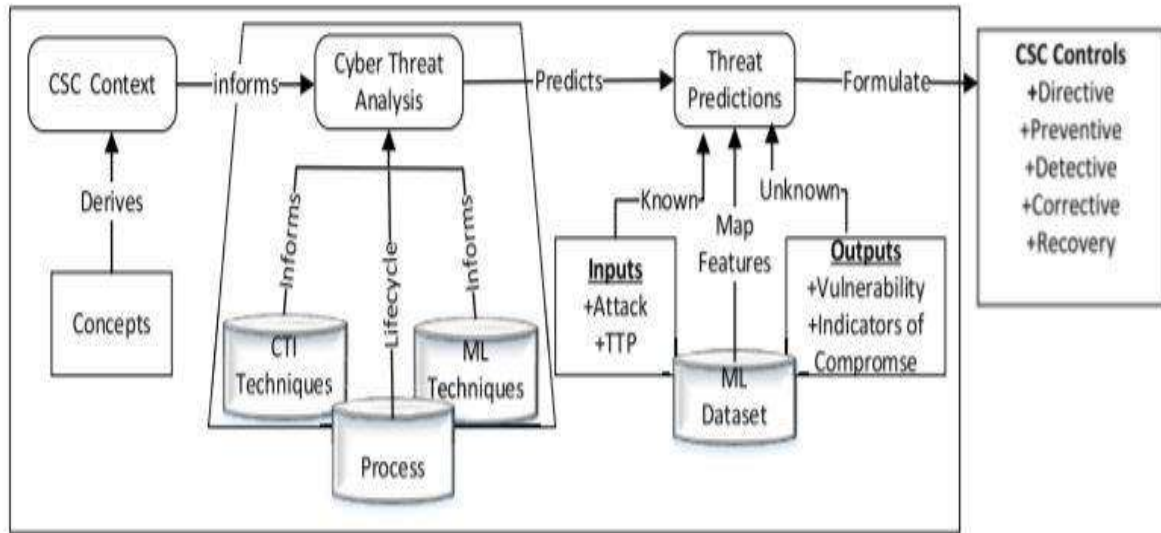 CSC Context
informs
Cyber Threat
Analysis
Predicts
Threat
Predictions
Formulate
CSC Controls
+Directive
+Preventive
+Detective
+Corrective
+Recovery
Derives
Concepts
Informs
Lifecycle
Informs
CTI
Techniques
ML
Techniques
Process
Known
Map
Features
Unknown
Inputs
+Attack
+TTP
Outputs
+Vulnerability
+Indicators of
Compromse
ML
Dataset